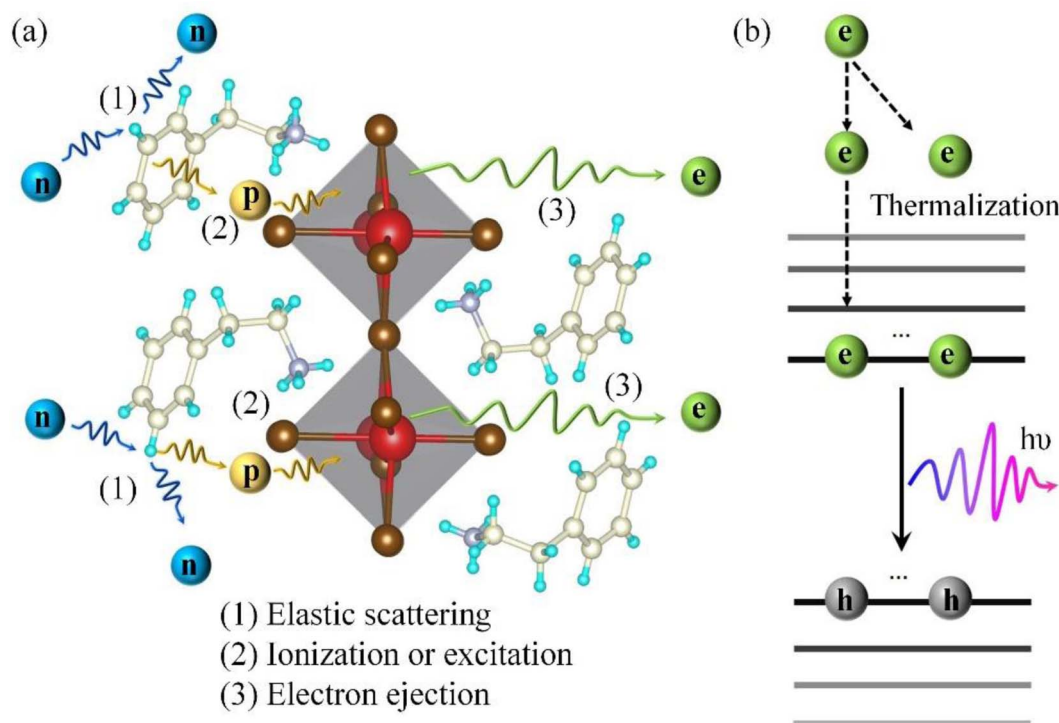 (a)
n
(1)
n
p
(2)
(3)
e
n
(2)
(3)
e
p
(1)
n
(1) Elastic scattering
(2) Ionization or excitation
(3) Electron ejection
(b)
e
e
e
Thermalization
...
e
e
hυ
...
h
h